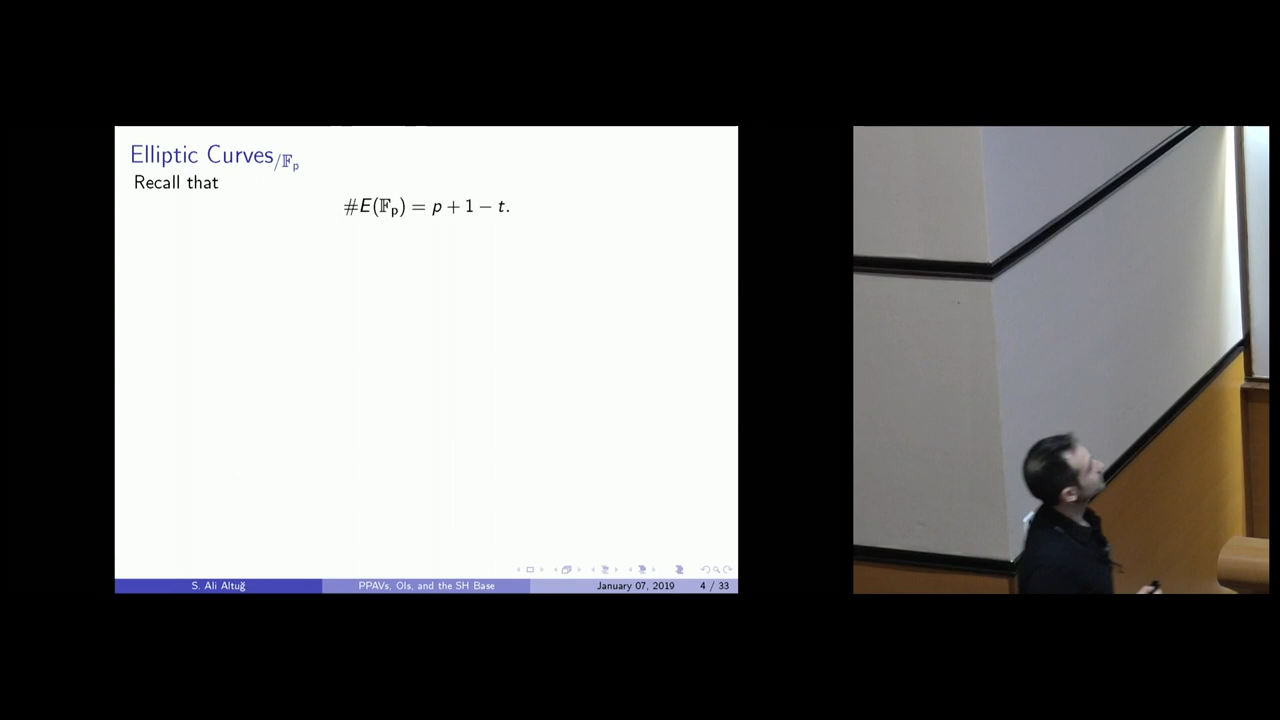 Elliptic Curves/𝔽ₚ
Recall that
#E(𝔽ₚ) = p + 1 − t.
S. Ali Altuğ
PPAVs, OIs, and the SH Base
January 07, 2019
4 / 33